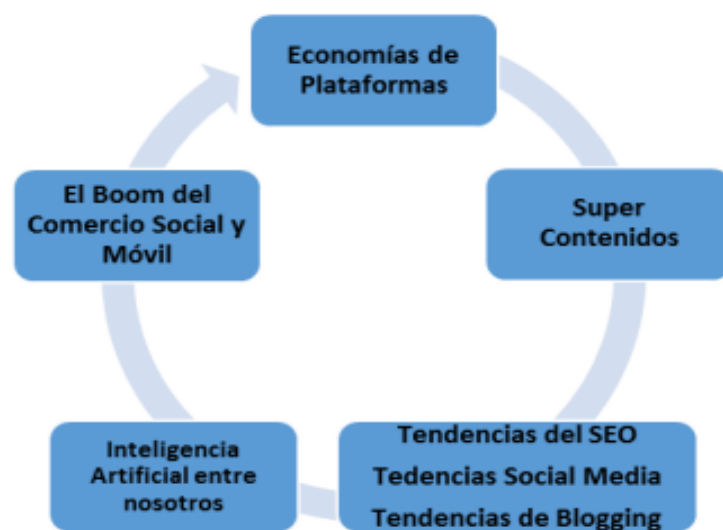 Economías de
Plataformas
Super
Contenidos
Tendencias del SEO
Tedencias Social Media
Tendencias de Blogging
Inteligencia
Artificial entre
nosotros
El Boom del
Comercio Social y
Móvil